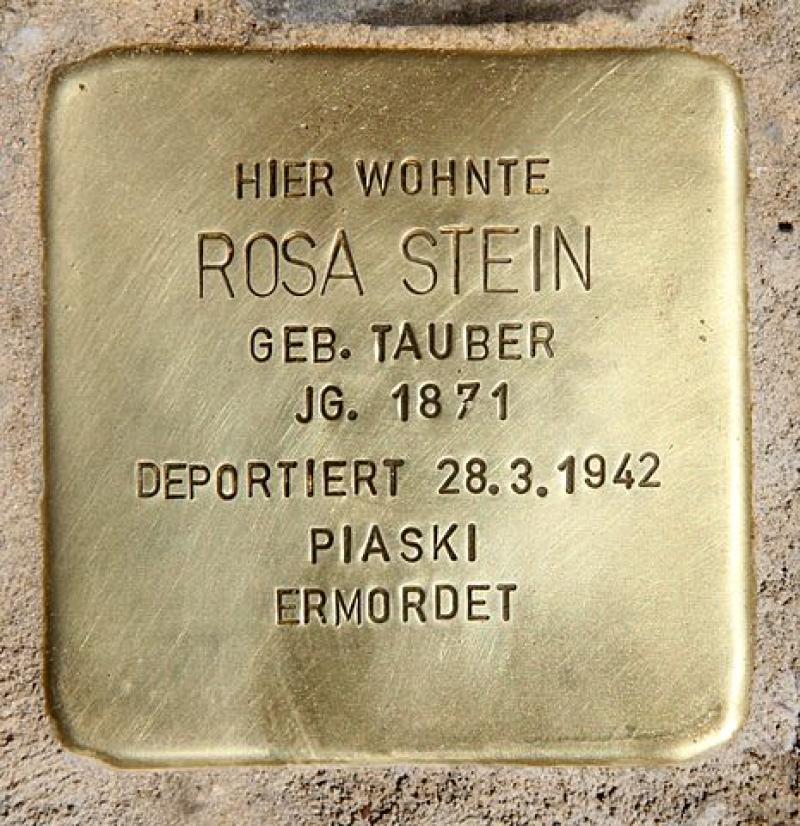 HIER WOHNTE
ROSA STEIN
GEB. TAUBER
JG. 1871
DEPORTIERT 28.3.1942
PIASKI
ERMORDET